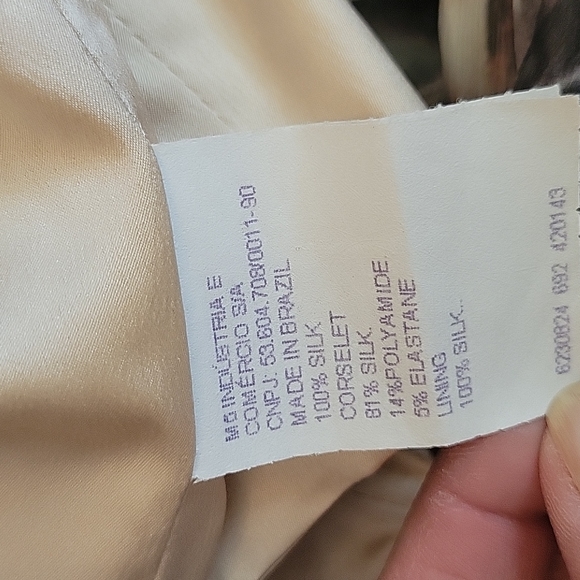 MG INDÚSTRIA E
COMÉRCIO S/A
CNPJ: 53.604.708/0011-90
MADE IN BRAZIL
100% SILK
CORSELET
81% SILK
14%POLYAMIDE
5% ELASTANE
LINING
100% SILK..
6230824 692 420143